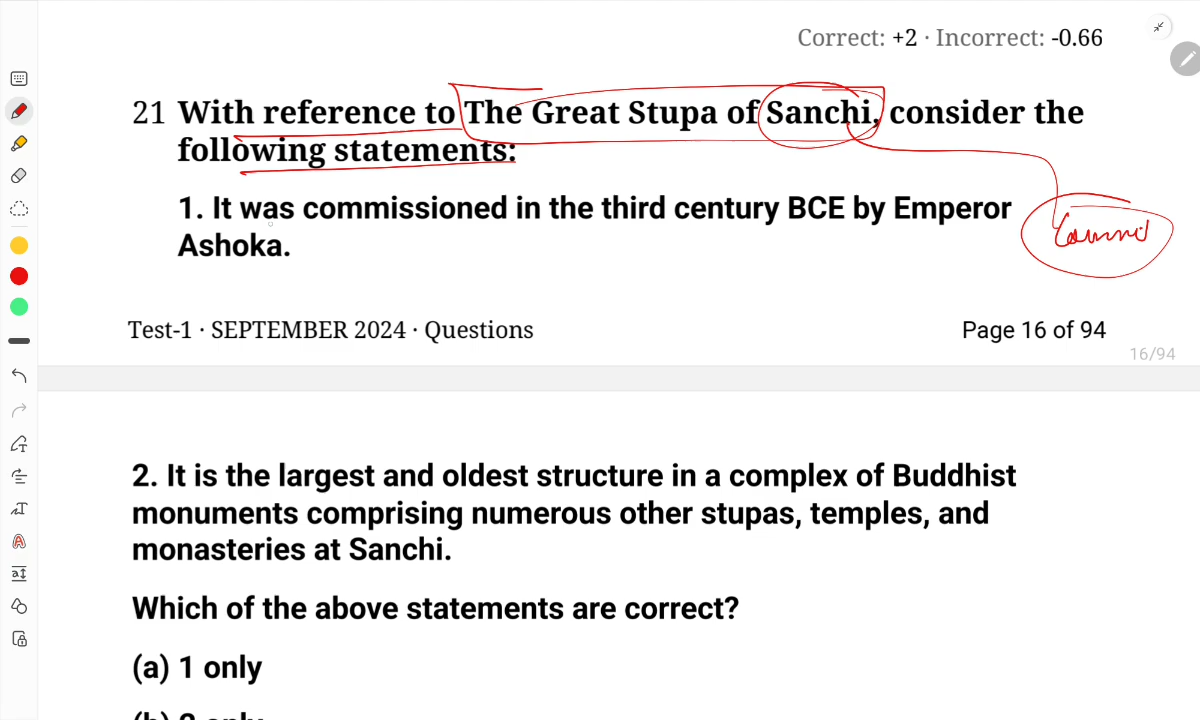 Correct: +2 · Incorrect: -0.66
21 With reference to The Great Stupa of Sanchi, consider the
following statements:
1. It was commissioned in the third century BCE by Emperor
Ashoka.
Test-1 · SEPTEMBER 2024 · Questions
Page 16 of 94
16/94
2. It is the largest and oldest structure in a complex of Buddhist
monuments comprising numerous other stupas, temples, and
monasteries at Sanchi.
Which of the above statements are correct?
(a) 1 only
(b) 2 only